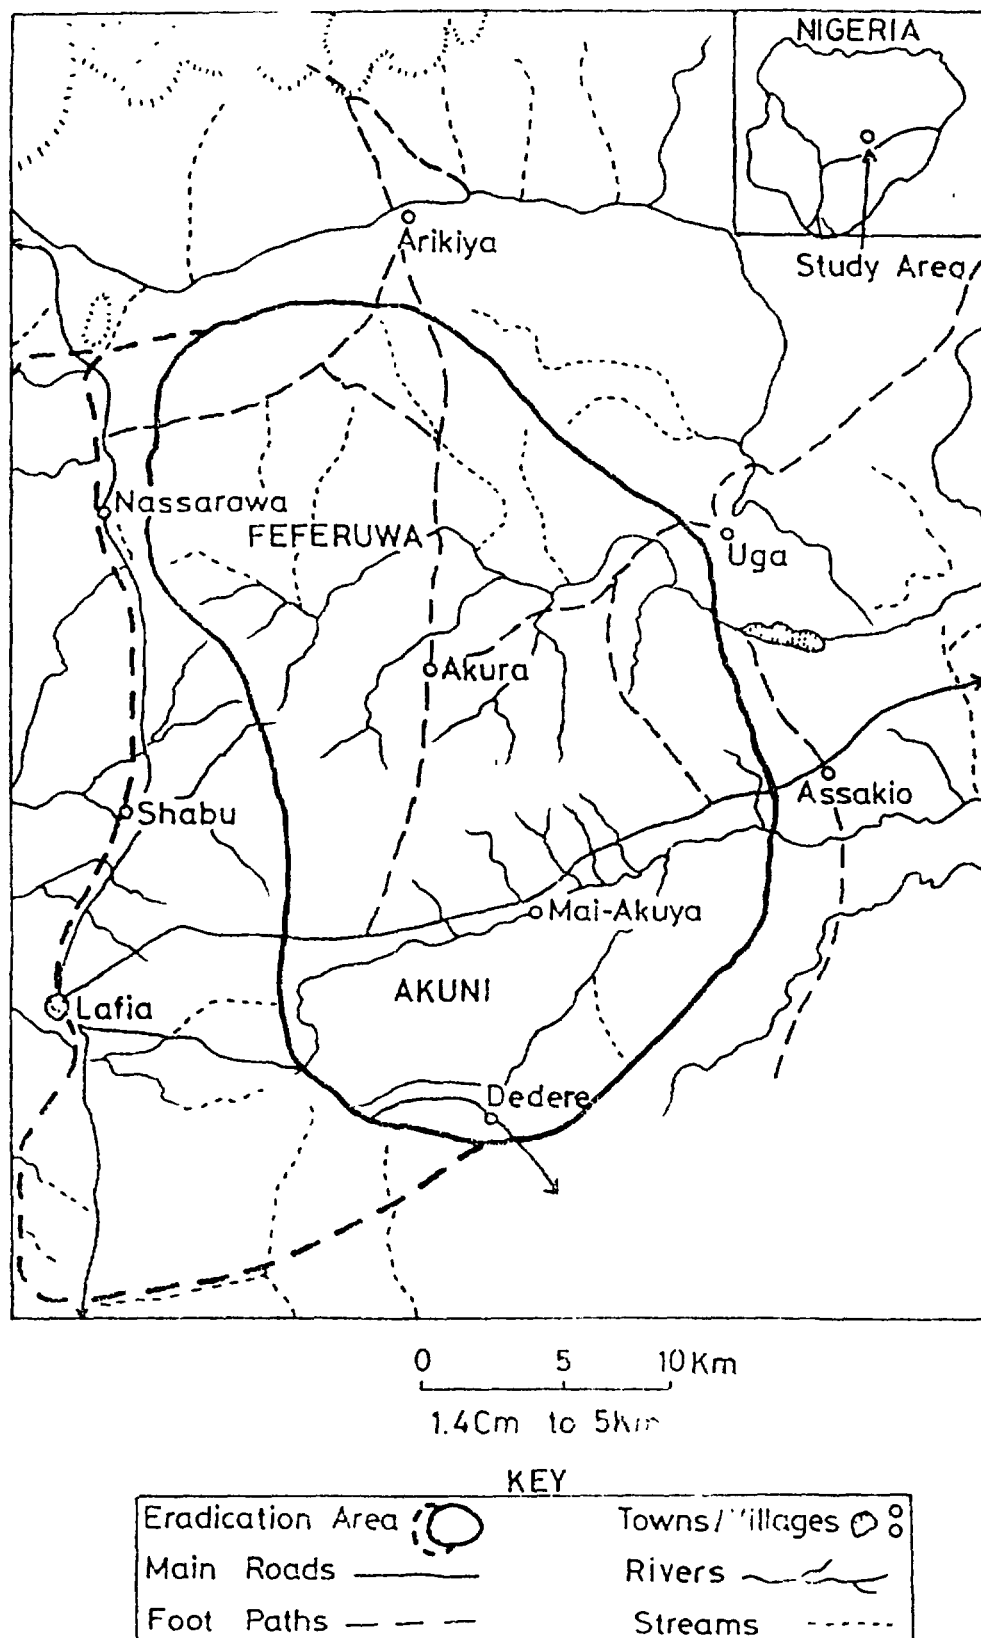 NIGERIA
Study Area
Arikiya
Nassarawa
FEFERUWA
Uga
Akura
Assakio
Shabu
Mai-Akuya
AKUNI
Lafia
Dedere
0 5 10Km
1.4Cm to 5Km
KEY
Eradication Area
Towns/Villages
Main Roads
Rivers
Foot Paths
Streams